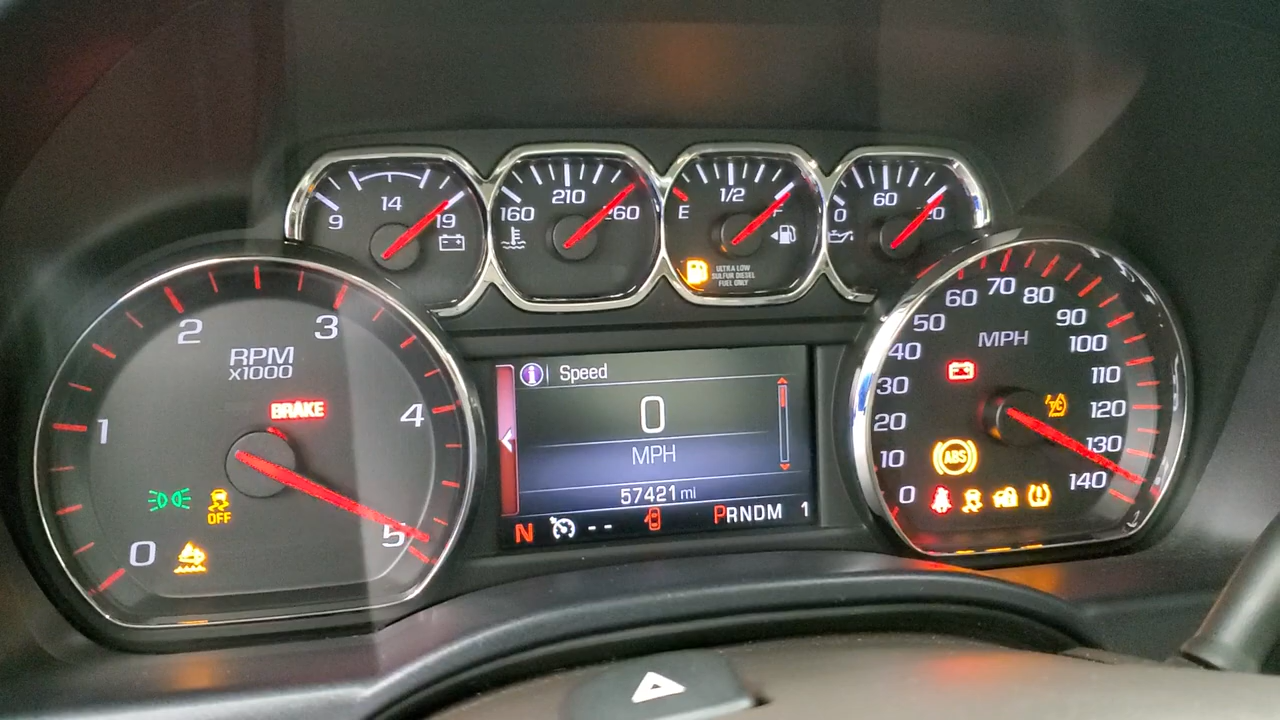 9 14 19
160 210 260
E 1/2 F
ULTRA LOW
SULFUR DIESEL
FUEL ONLY
0 60
0 1 2 3 4 5
RPM
x1000
BRAKE
OFF
Speed
0
MPH
57421 mi
N -- PRNDM 1
0 10 20 30 40 50 60 70 80 90 100 110 120 130 140
MPH
ABS